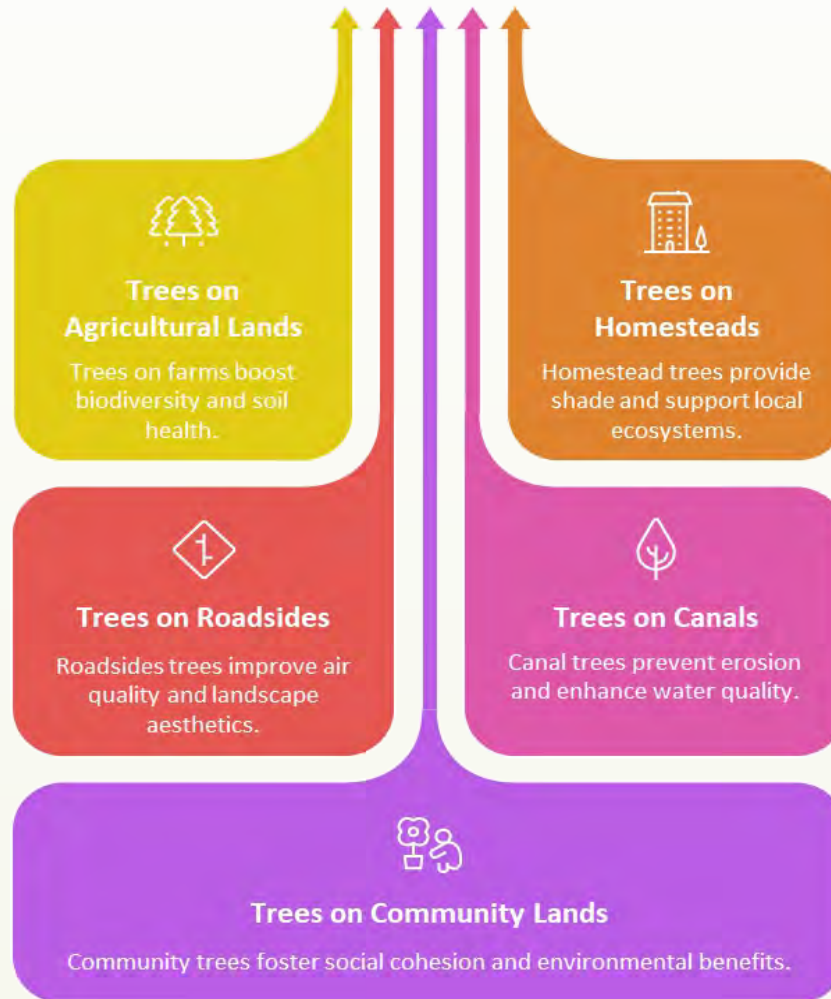 Trees on
Agricultural Lands
Trees on farms boost
biodiversity and soil
health.
Trees on
Homesteads
Homestead trees provide
shade and support local
ecosystems.
Trees on Roadsides
Roadsides trees improve air
quality and landscape
aesthetics.
Trees on Canals
Canal trees prevent erosion
and enhance water quality.
Trees on Community Lands
Community trees foster social cohesion and environmental benefits.